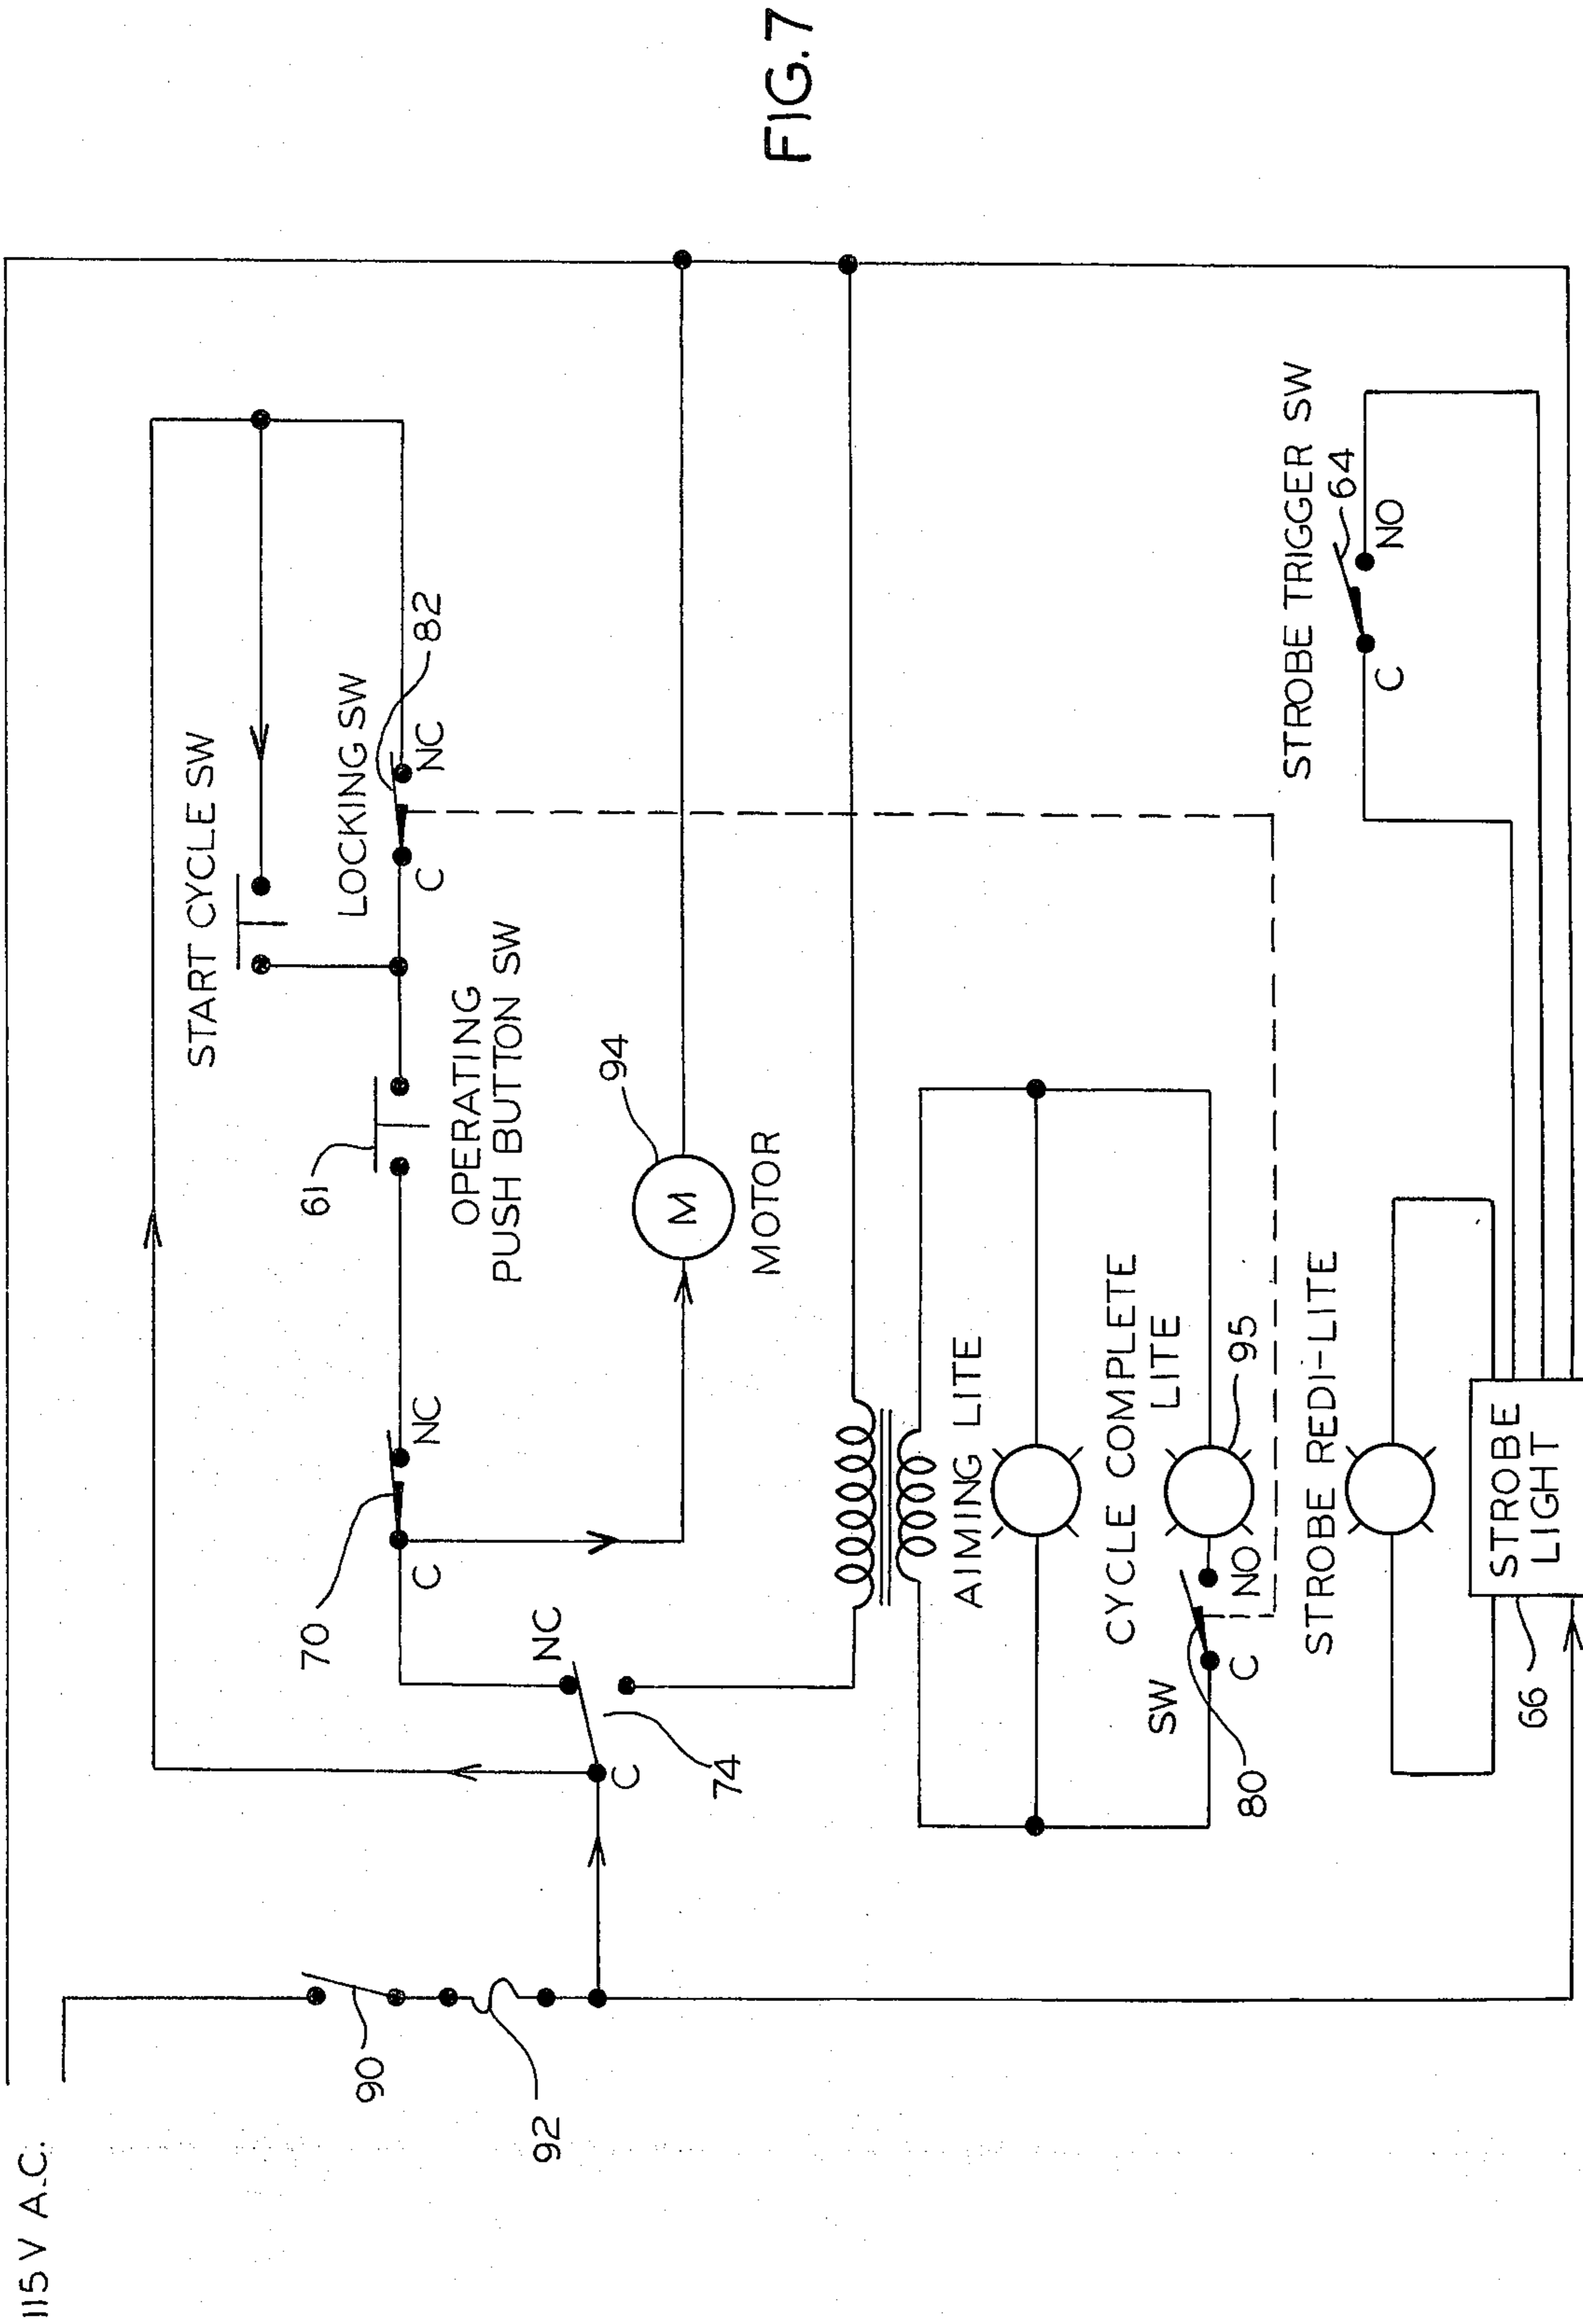 115 V A.C.
90
92
START CYCLE SW
LOCKING SW
82
NC
C
61
OPERATING
PUSH BUTTON SW
70
NC
C
NC
C
74
94
M
MOTOR
AIMING LITE
CYCLE COMPLETE
LITE
95
SW
NO
C
80
STROBE REDI-LITE
STROBE
LIGHT
66
STROBE TRIGGER SW
64
NO
C
FIG.7